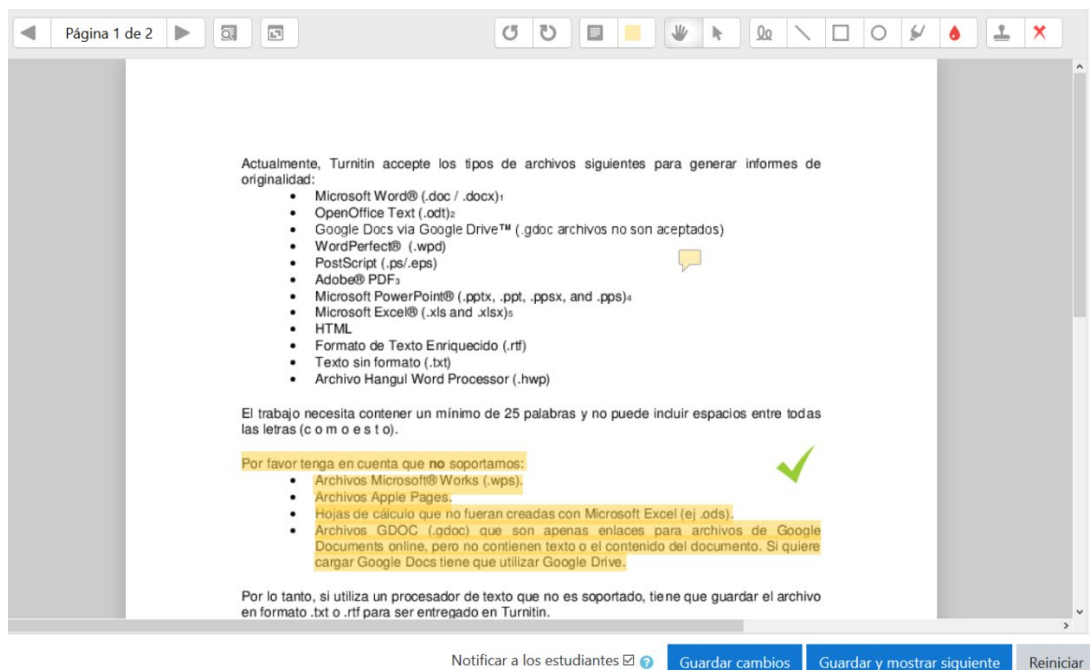 Página 1 de 2
Actualmente, Turnitin accepte los tipos de archivos siguientes para generar informes de
originalidad:
• Microsoft Word® (.doc / .docx)1
• OpenOffice Text (.odt)2
• Google Docs via Google Drive™ (.gdoc archivos no son aceptados)
• WordPerfect® (.wpd)
• PostScript (.ps/.eps)
• Adobe® PDF3
• Microsoft PowerPoint® (.pptx, .ppt, .ppsx, and .pps)4
• Microsoft Excel® (.xls and .xlsx)5
• HTML
• Formato de Texto Enriquecido (.rtf)
• Texto sin formato (.txt)
• Archivo Hangul Word Processor (.hwp)
El trabajo necesita contener un mínimo de 25 palabras y no puede incluir espacios entre todas
las letras (c o m o e s t o).
Por favor tenga en cuenta que no soportamos:
• Archivos Microsoft® Works (.wps).
• Archivos Apple Pages.
• Hojas de cálculo que no fueran creadas con Microsoft Excel (ej .ods).
• Archivos GDOC (.gdoc) que son apenas enlaces para archivos de Google
Documents online, pero no contienen texto o el contenido del documento. Si quiere
cargar Google Docs tiene que utilizar Google Drive.
Por lo tanto, si utiliza un procesador de texto que no es soportado, tiene que guardar el archivo
en formato .txt o .rtf para ser entregado en Turnitin.
Notificar a los estudiantes ? Guardar cambios Guardar y mostrar siguiente Reiniciar